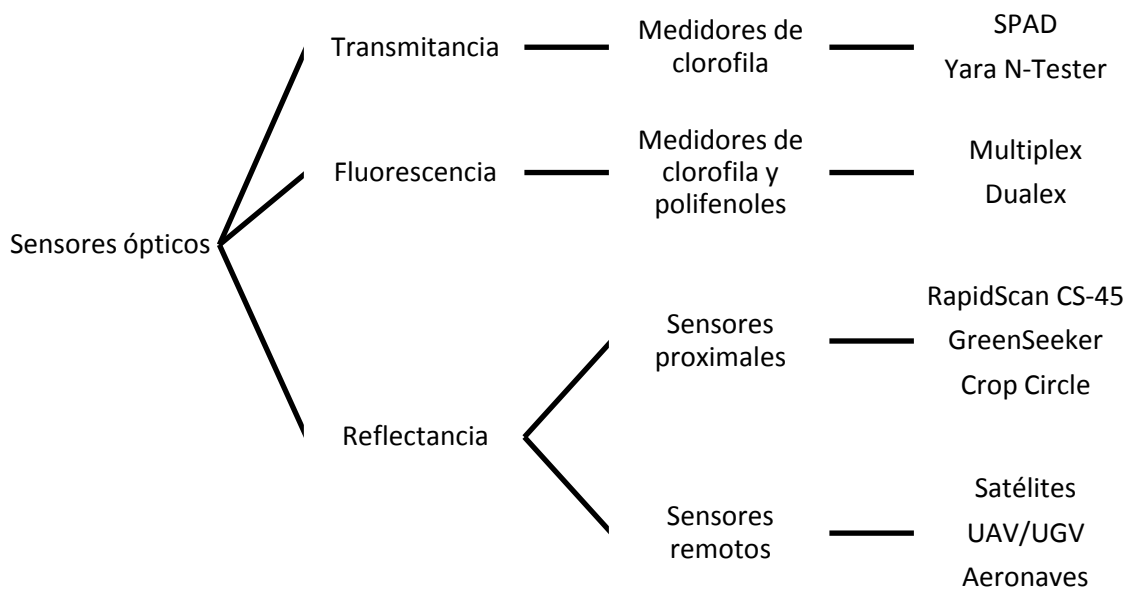 Sensores ópticos
Transmitancia
Medidores de
clorofila
SPAD
Yara N-Tester
Fluorescencia
Medidores de
clorofila y
polifenoles
Multiplex
Dualex
Reflectancia
Sensores
proximales
RapidScan CS-45
GreenSeeker
Crop Circle
Sensores
remotos
Satélites
UAV/UGV
Aeronaves